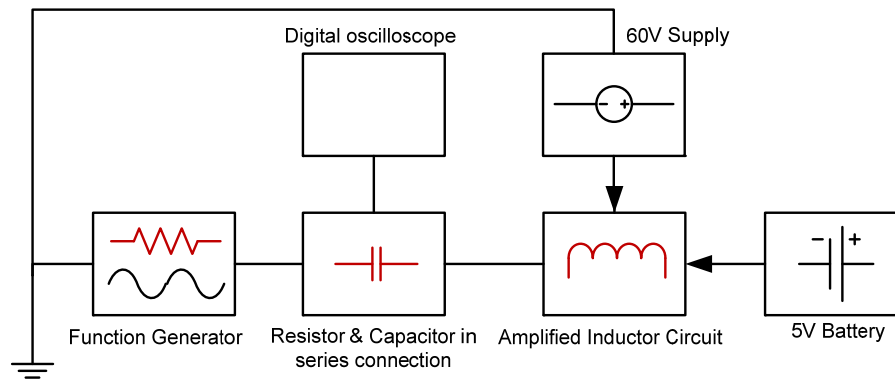 Digital oscilloscope
60V Supply
- +
- +
Function Generator
Resistor & Capacitor in
series connection
Amplified Inductor Circuit
5V Battery